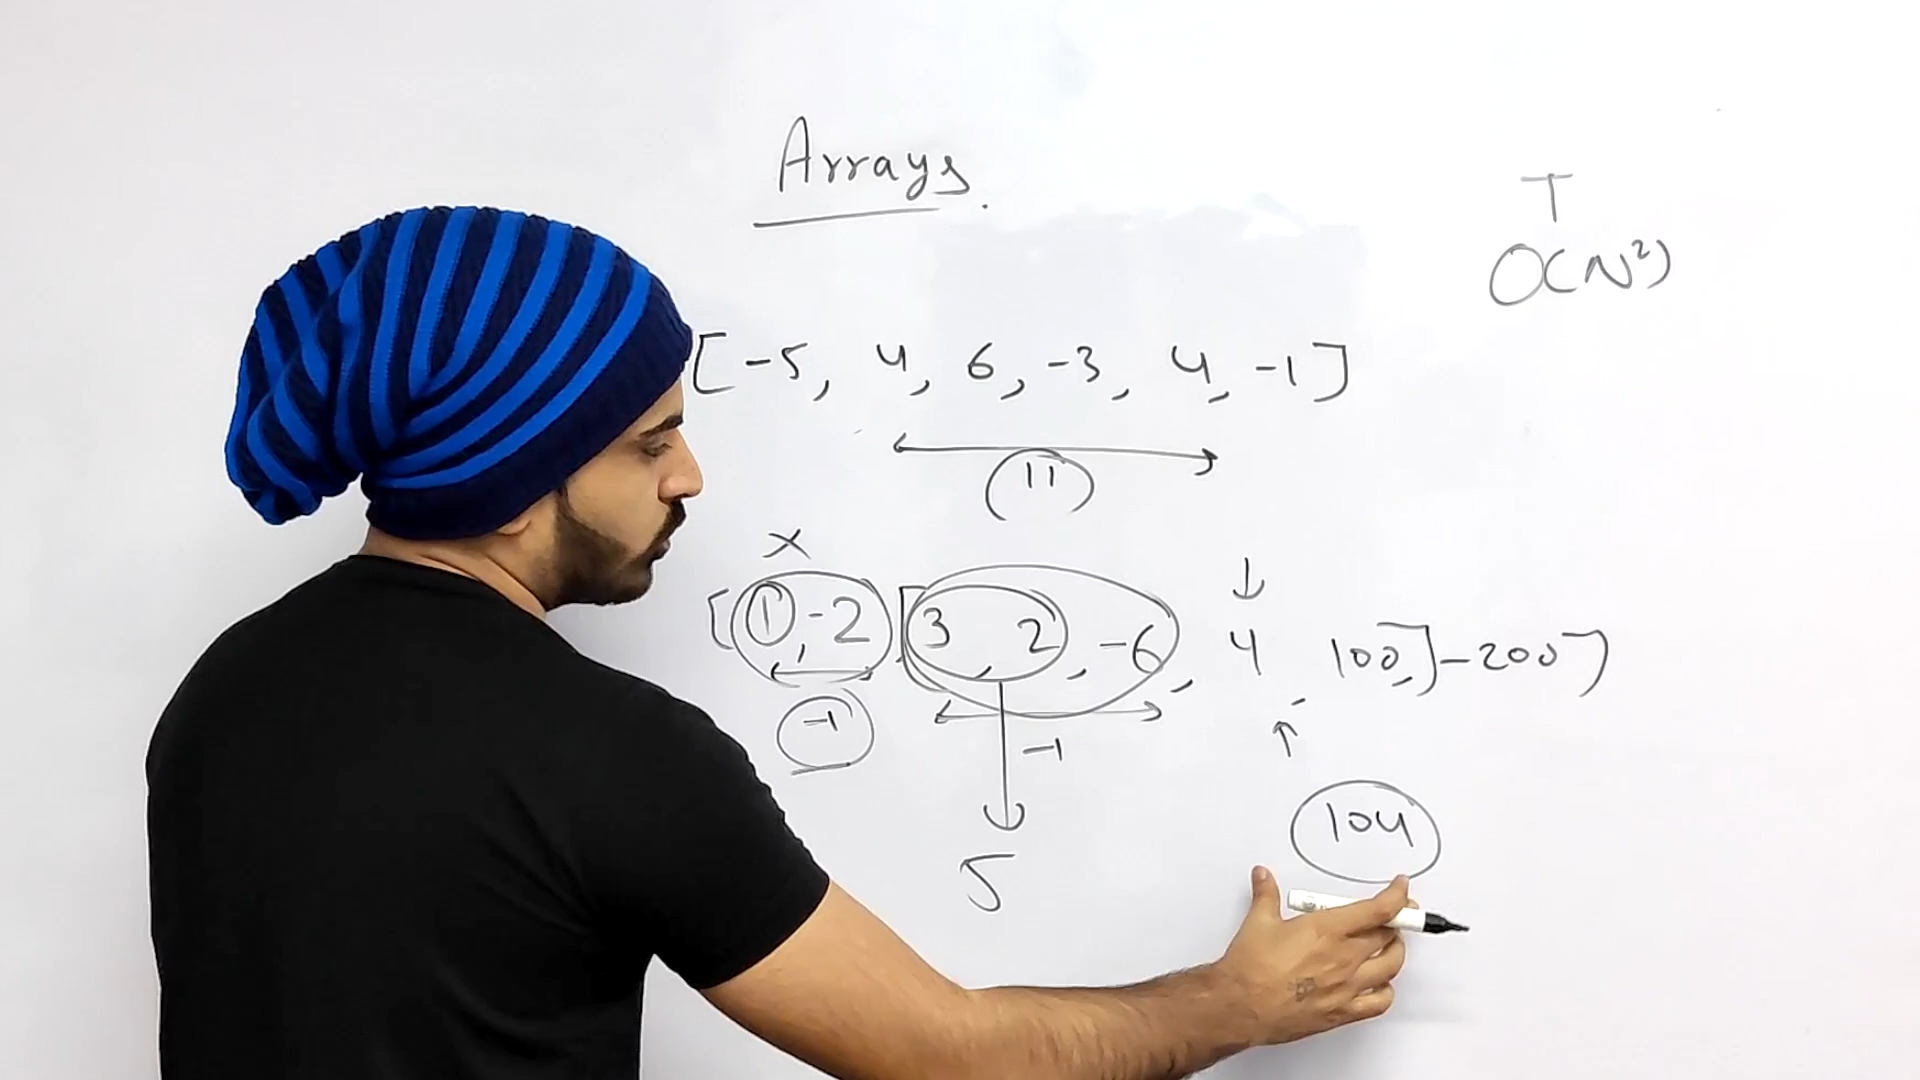 Arrays.
T
O(N²)
[-5, 4, 6, -3, 4, -1]
11
x
[1, -2, [3, 2, -6, 4, 100,] -200]
-1
-1
5
104